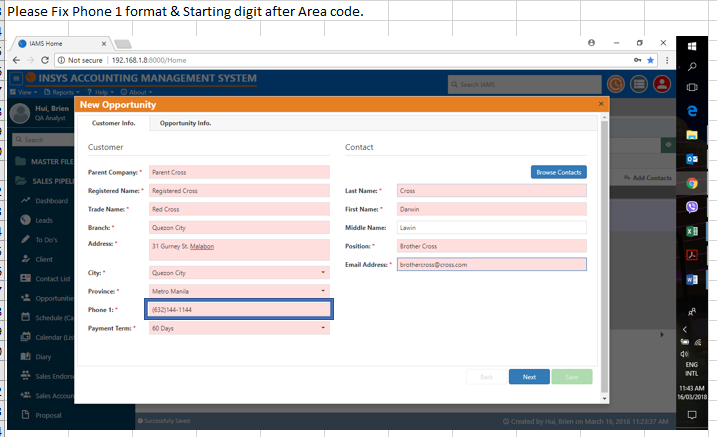 Please Fix Phone 1 format & Starting digit after Area code.
IAMS Home
Not secure | 192.168.1.8:8000/Home
INSYS ACCOUNTING MANAGEMENT SYSTEM
Search IAMS
View Reports ? Help About
New Opportunity
Hui, Brien
QA Analyst
Customer Info. Opportunity Info.
Search
Customer Contact
MASTER FILE
Parent Company: * Parent Cross Browse Contacts
Add Contacts
SALES PIPELI
Registered Name: * Registered Cross Last Name: * Cross
Dashboard
Trade Name: * Red Cross First Name: * Darwin
Leads
Branch: * Quezon City Middle Name: Lawin
To Do's
Address: * 31 Gurney St. Malabon Position: * Brother Cross
Client
Email Address: * brothercross@cross.com
City: * Quezon City
Contact List
Province: * Metro Manila
Opportunitie
Phone 1: * (632)144-1144
Schedule (Ca
Payment Term: * 60 Days
Calendar (Lis
Diary
Back Next Save
Sales Endors
Sales Accoun
Proposal
Successfully Saved
Created by Hui, Brien on March 16, 2018 11:23:37 AM
ENG
INTL
11:43 AM
16/03/2018